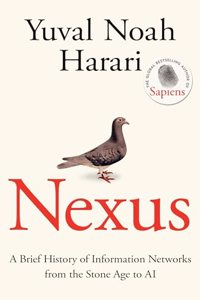 Yuval Noah
Harari
THE GLOBAL BESTSELLING AUTHOR OF
Sapiens
Nexus
A Brief History of Information Networks
from the Stone Age to AI